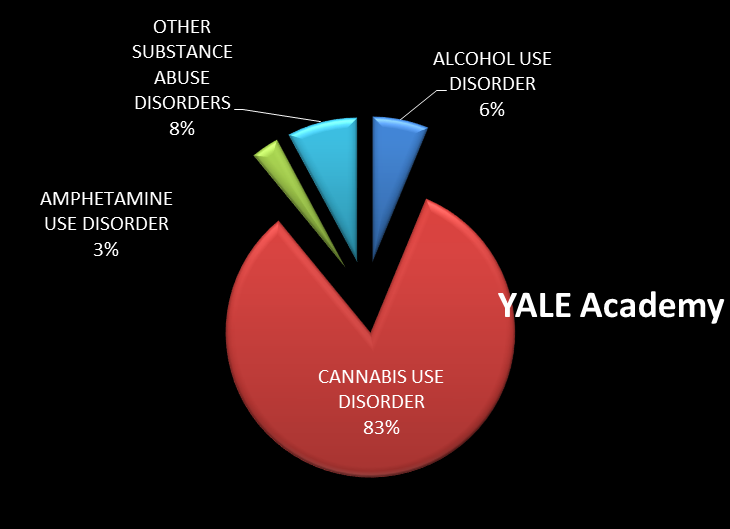 OTHER
SUBSTANCE
ABUSE
DISORDERS
8%
ALCOHOL USE
DISORDER
6%
AMPHETAMINE
USE DISORDER
3%
YALE Academy
CANNABIS USE
DISORDER
83%